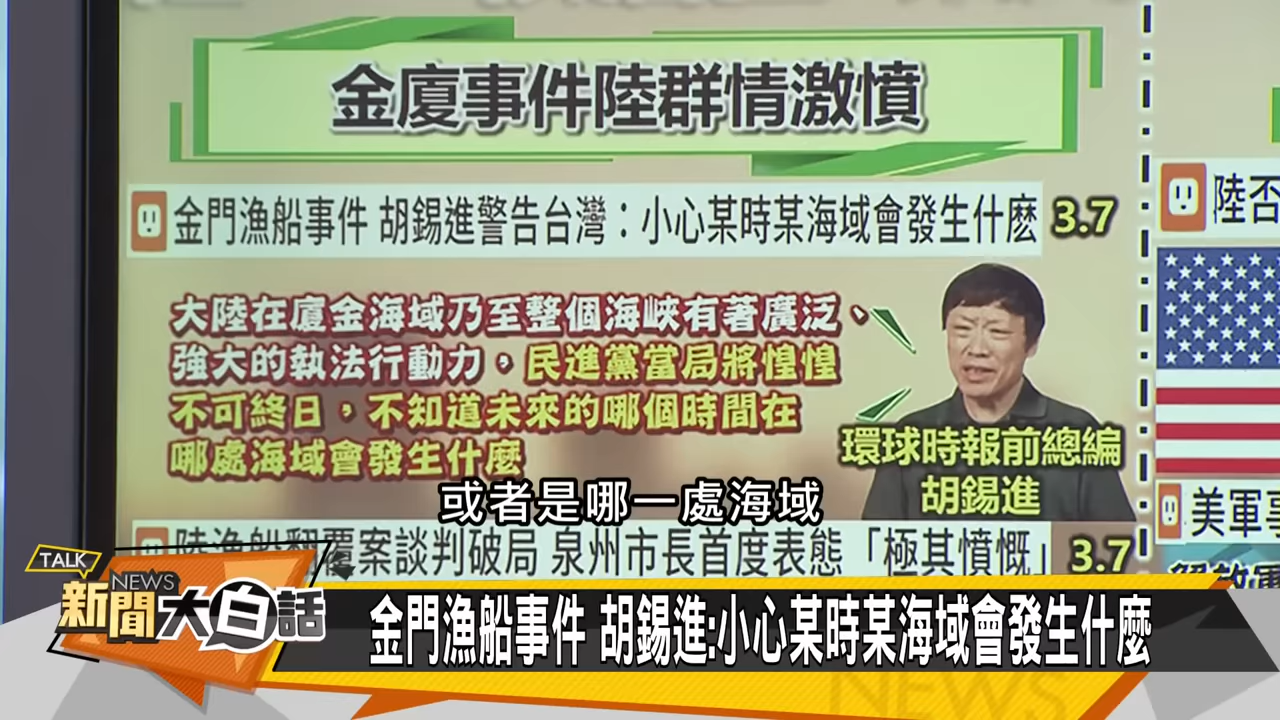 金廈事件陸群情激憤
金門漁船事件 胡錫進警告台灣：小心某時某海域會發生什麼 3.7
大陸在廈金海域乃至整個海峽有著廣泛、
強大的執法行動力，民進黨當局將惶惶
不可終日，不知道未來的哪個時間在
哪處海域會發生什麼
環球時報前總編
胡錫進
或者是哪一處海域
陸漁船翻覆案談判破局 泉州市長首度表態「極其憤慨」 3.7
陸否
美軍事
解放軍
TALK
NEWS
新聞大白話
金門漁船事件 胡錫進:小心某時某海域會發生什麼
NEWS